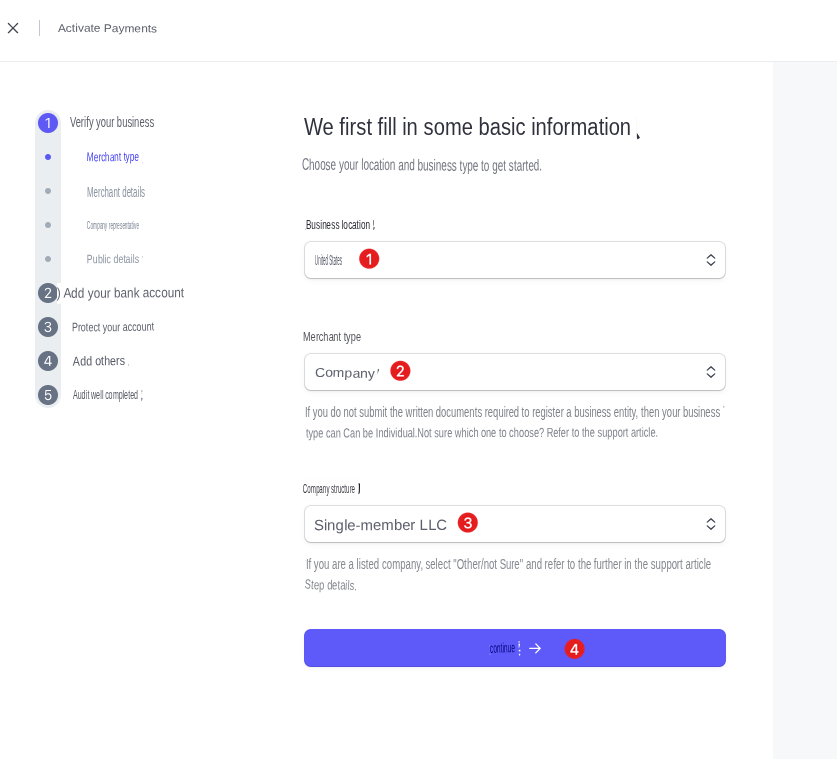 Activate Payments
1 Verify your business
Merchant type
Merchant details
Company representative
Public details
2 ) Add your bank account
3 Protect your account
4 Add others
5 Audit well completed
We first fill in some basic information
Choose your location and business type to get started.
Business location
United States 1
Merchant type
Company 2
If you do not submit the written documents required to register a business entity, then your business
type can Can be Individual.Not sure which one to choose? Refer to the support article.
Company structure
Single-member LLC 3
If you are a listed company, select "Other/not Sure" and refer to the further in the support article
Step details.
continue → 4